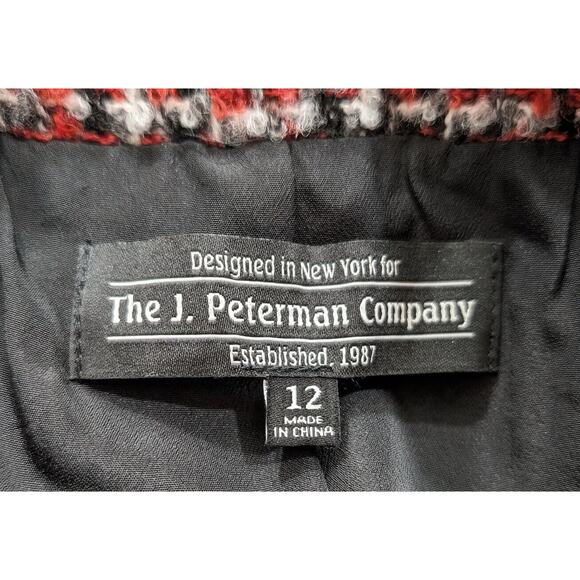 Designed in New York for
The J. Peterman Company
Established, 1987
12
MADE
IN CHINA